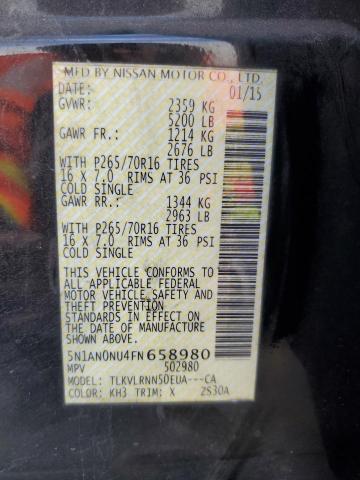 MFD BY NISSAN MOTOR CO., LTD.
DATE: 01/15
GVWR: 2359 KG
5200 LB
GAWR FR.: 1214 KG
2676 LB
WITH P265/70R16 TIRES
16 X 7.0 RIMS AT 36 PSI
COLD SINGLE
GAWR RR.: 1344 KG
2963 LB
WITH P265/70R16 TIRES
16 X 7.0 RIMS AT 36 PSI
COLD SINGLE
THIS VEHICLE CONFORMS TO
ALL APPLICABLE FEDERAL
MOTOR VEHICLE SAFETY AND
THEFT PREVENTION
STANDARDS IN EFFECT ON
THE DATE OF MANUFACTURE
SHOWN ABOVE.
5N1AN0NU4FN658980
MPV 502980
MODEL: TLKVLRNN50EUA---CA
COLOR: KH3 TRIM: X 2S30A